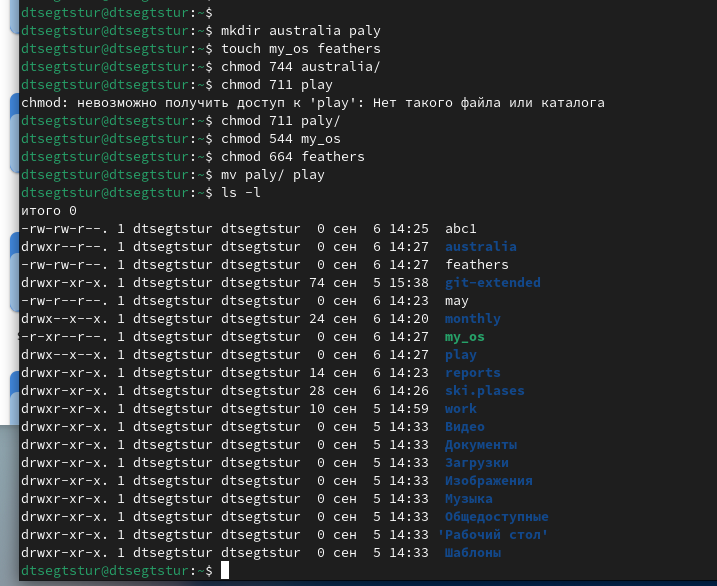 dtsegtstur@dtsegtstur:~$
dtsegtstur@dtsegtstur:~$ mkdir australia paly
dtsegtstur@dtsegtstur:~$ touch my_os feathers
dtsegtstur@dtsegtstur:~$ chmod 744 australia/
dtsegtstur@dtsegtstur:~$ chmod 711 play
chmod: невозможно получить доступ к 'play': Нет такого файла или каталога
dtsegtstur@dtsegtstur:~$ chmod 711 paly/
dtsegtstur@dtsegtstur:~$ chmod 544 my_os
dtsegtstur@dtsegtstur:~$ chmod 664 feathers
dtsegtstur@dtsegtstur:~$ mv paly/ play
dtsegtstur@dtsegtstur:~$ ls -l
итого 0
-rw-rw-r--. 1 dtsegtstur dtsegtstur  0 сен  6 14:25  abc1
drwxr--r--. 1 dtsegtstur dtsegtstur  0 сен  6 14:27  australia
-rw-rw-r--. 1 dtsegtstur dtsegtstur  0 сен  6 14:27  feathers
drwxr-xr-x. 1 dtsegtstur dtsegtstur 74 сен  5 15:38  git-extended
-rw-r--r--. 1 dtsegtstur dtsegtstur  0 сен  6 14:23  may
drwx--x--x. 1 dtsegtstur dtsegtstur 24 сен  6 14:20  monthly
-r-xr--r--. 1 dtsegtstur dtsegtstur  0 сен  6 14:27  my_os
drwx--x--x. 1 dtsegtstur dtsegtstur  0 сен  6 14:27  play
drwxr-xr-x. 1 dtsegtstur dtsegtstur 14 сен  6 14:23  reports
drwxr-xr-x. 1 dtsegtstur dtsegtstur 28 сен  6 14:26  ski.plases
drwxr-xr-x. 1 dtsegtstur dtsegtstur 10 сен  5 14:59  work
drwxr-xr-x. 1 dtsegtstur dtsegtstur  0 сен  5 14:33  Видео
drwxr-xr-x. 1 dtsegtstur dtsegtstur  0 сен  5 14:33  Документы
drwxr-xr-x. 1 dtsegtstur dtsegtstur  0 сен  5 14:33  Загрузки
drwxr-xr-x. 1 dtsegtstur dtsegtstur  0 сен  5 14:33  Изображения
drwxr-xr-x. 1 dtsegtstur dtsegtstur  0 сен  5 14:33  Музыка
drwxr-xr-x. 1 dtsegtstur dtsegtstur  0 сен  5 14:33  Общедоступные
drwxr-xr-x. 1 dtsegtstur dtsegtstur  0 сен  5 14:33 'Рабочий стол'
drwxr-xr-x. 1 dtsegtstur dtsegtstur  0 сен  5 14:33  Шаблоны
dtsegtstur@dtsegtstur:~$